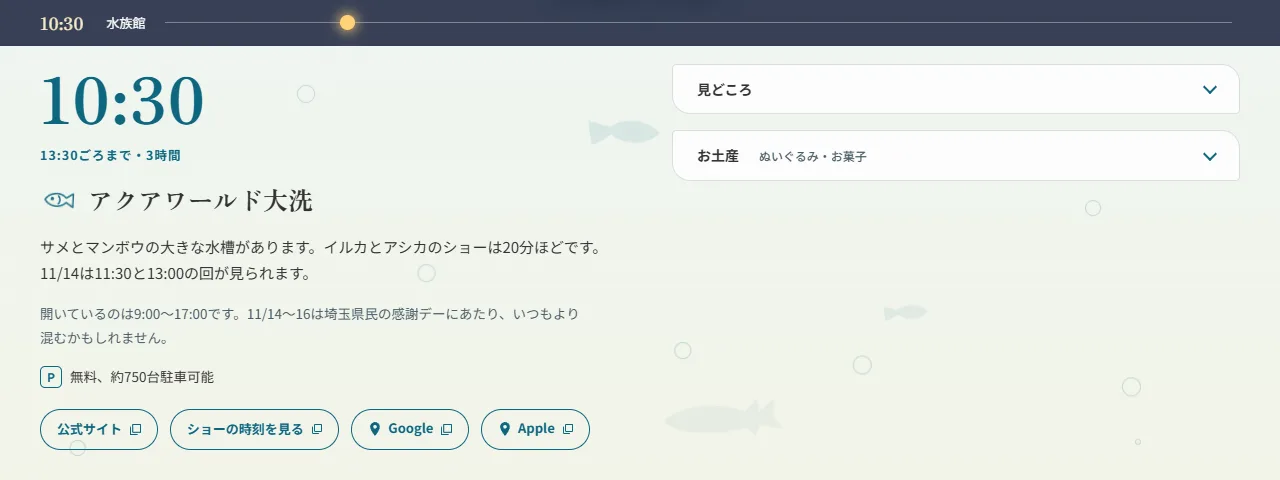 10:30 水族館
10:30
13:30ごろまで・3時間
アクアワールド大洗
サメとマンボウの大きな水槽があります。イルカとアシカのショーは20分ほどです。
11/14は11:30と13:00の回が見られます。
開いているのは9:00〜17:00です。11/14〜16は埼玉県民の感謝デーにあたり、いつもより
混むかもしれません。
P 無料、約750台駐車可能
公式サイト ショーの時刻を見る Google Apple
見どころ
お土産 ぬいぐるみ・お菓子